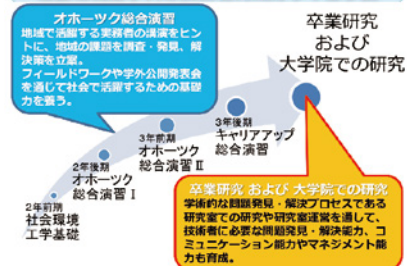 オホーツク総合演習
地域で活躍する実務者の講演をヒン
トに、地域の課題を調査・発見、解
決策を立案。
フィールドワークや学外公開発表会
を通じて社会で活躍するための基礎
力を養う。
卒業研究
および
大学院での研究
3年後期
キャリアアップ
総合演習
3年前期
オホーツク
総合演習Ⅱ
2年後期
オホーツク
総合演習Ⅰ
2年前期
社会環境
工学基礎
卒業研究 および 大学院での研究
学術的な問題発見・解決プロセスである
研究室での研究や研究室運営を通して、
技術者に必要な問題発見・解決能力、コ
ミュニケーション能力やマネジメント能
力も育成。